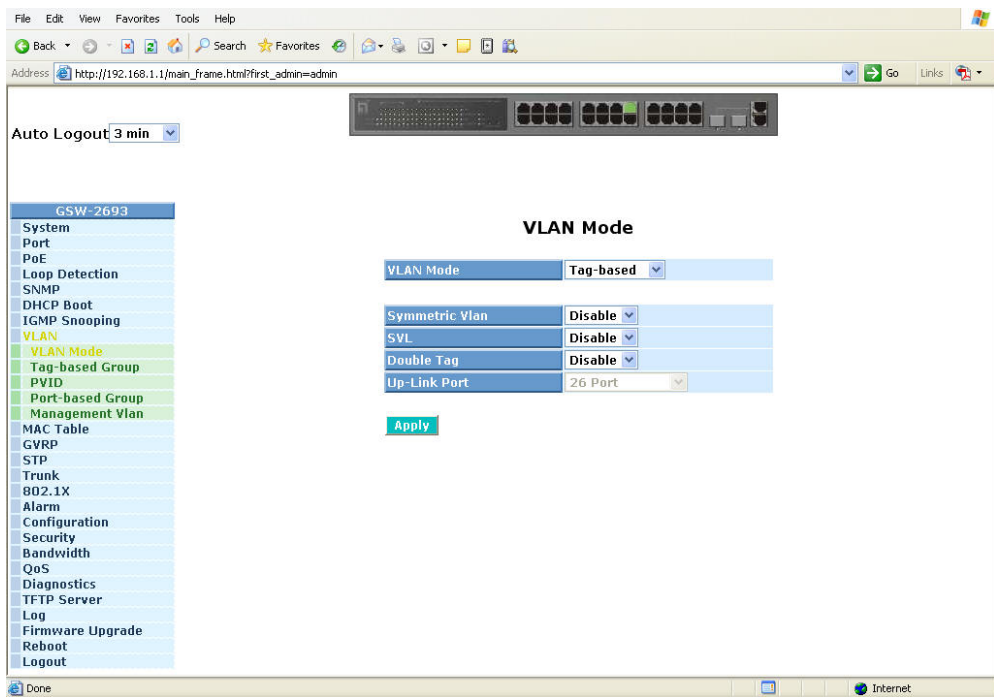 File Edit View Favorites Tools Help
Back Search Favorites
Address http://192.168.1.1/main_frame.html?first_admin=admin Go Links
Auto Logout 3 min
GSW-2693
System
Port
PoE
Loop Detection
SNMP
DHCP Boot
IGMP Snooping
VLAN
VLAN Mode
Tag-based Group
PVID
Port-based Group
Management Vlan
MAC Table
GVRP
STP
Trunk
802.1X
Alarm
Configuration
Security
Bandwidth
QoS
Diagnostics
TFTP Server
Log
Firmware Upgrade
Reboot
Logout
VLAN Mode
VLAN Mode Tag-based
Symmetric Vlan Disable
SVL Disable
Double Tag Disable
Up-Link Port 26 Port
Apply
Done Internet